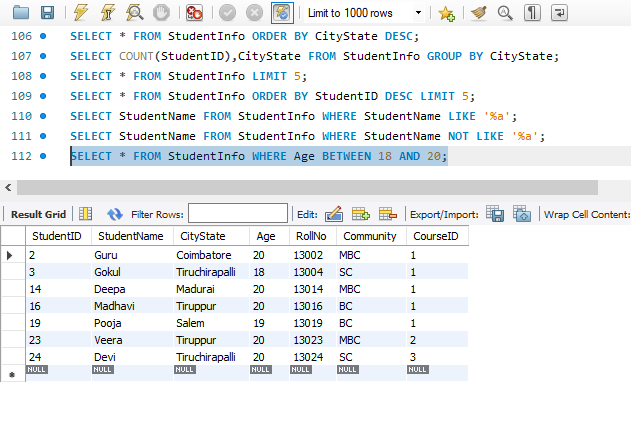 Limit to 1000 rows
106 SELECT * FROM StudentInfo ORDER BY CityState DESC;
107 SELECT COUNT(StudentID),CityState FROM StudentInfo GROUP BY CityState;
108 SELECT * FROM StudentInfo LIMIT 5;
109 SELECT * FROM StudentInfo ORDER BY StudentID DESC LIMIT 5;
110 SELECT StudentName FROM StudentInfo WHERE StudentName LIKE '%a';
111 SELECT StudentName FROM StudentInfo WHERE StudentName NOT LIKE '%a';
112 SELECT * FROM StudentInfo WHERE Age BETWEEN 18 AND 20;
Result Grid Filter Rows: Edit: Export/Import: Wrap Cell Content:
StudentID StudentName CityState Age RollNo Community CourseID
2 Guru Coimbatore 20 13002 MBC 1
3 Gokul Tiruchirapalli 18 13004 SC 1
14 Deepa Madurai 20 13014 MBC 1
16 Madhavi Tiruppur 20 13016 BC 1
19 Pooja Salem 19 13019 BC 1
23 Veera Tiruppur 20 13023 MBC 2
24 Devi Tiruchirapalli 20 13024 SC 3
NULL NULL NULL NULL NULL NULL NULL